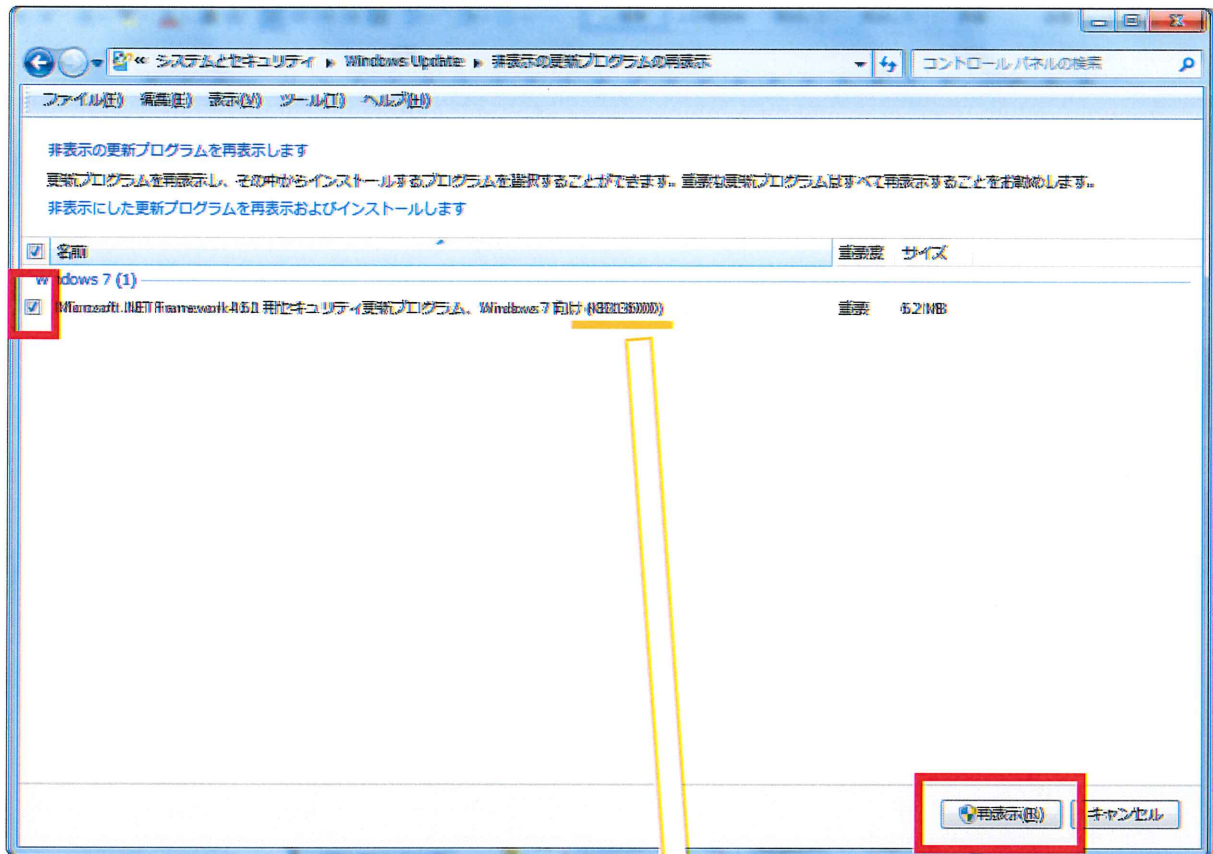 « システムとセキュリティ ▸ Windows Update ▸ 非表示の更新プログラムの再表示
コントロール パネルの検索
ファイル(F) 編集(E) 表示(V) ツール(T) ヘルプ(H)
非表示の更新プログラムを再表示します
更新プログラムを再表示し、その中からインストールするプログラムを選択することができます。重要な更新プログラムはすべて再表示することをお勧めします。
非表示にした更新プログラムを再表示およびインストールします
名前 重要度 サイズ
dows 7 (1)
Microsoft .NET Framework 4.6.1 用セキュリティ更新プログラム、Windows 7 向け 重要
再表示(R) キャンセル